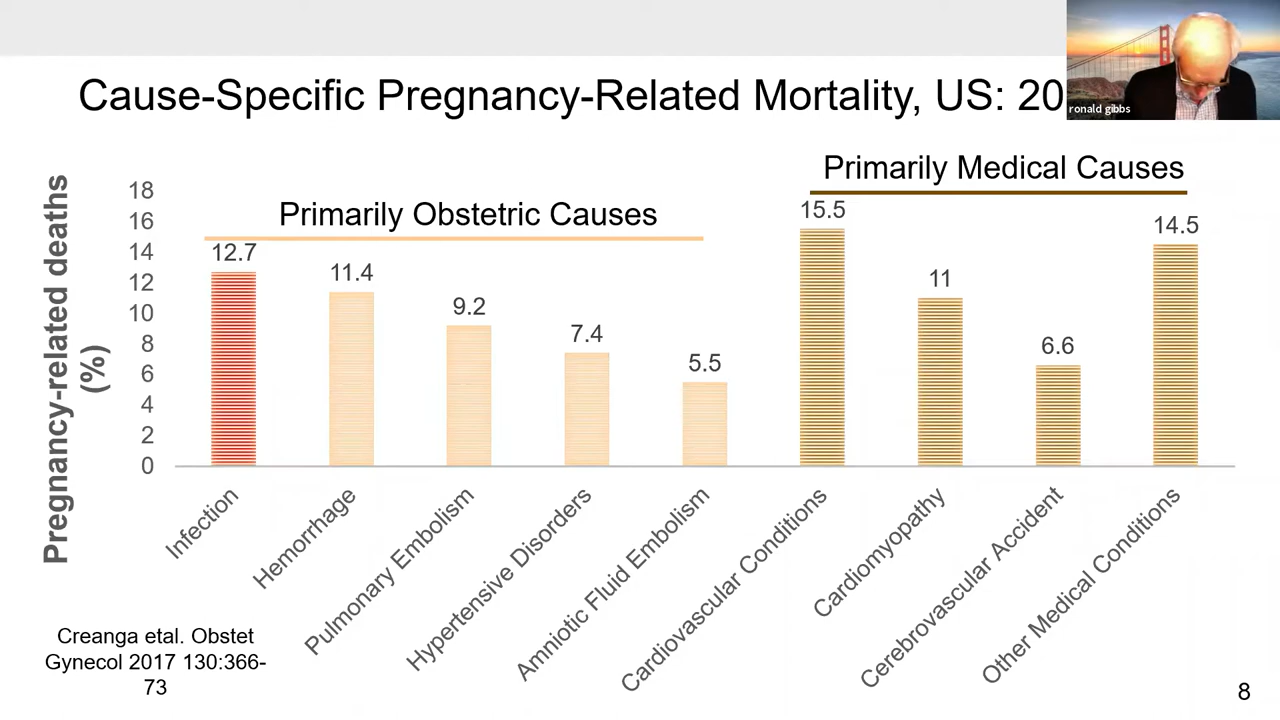 Cause-Specific Pregnancy-Related Mortality, US: 20
ronald gibbs
Primarily Medical Causes
Primarily Obstetric Causes
Pregnancy-related deaths
(%)
18
16
14
12
10
8
6
4
2
0
12.7
11.4
9.2
7.4
5.5
15.5
11
6.6
14.5
Infection
Hemorrhage
Pulmonary Embolism
Hypertensive Disorders
Amniotic Fluid Embolism
Cardiovascular Conditions
Cardiomyopathy
Cerebrovascular Accident
Other Medical Conditions
Creanga etal. Obstet
Gynecol 2017 130:366-
73
8